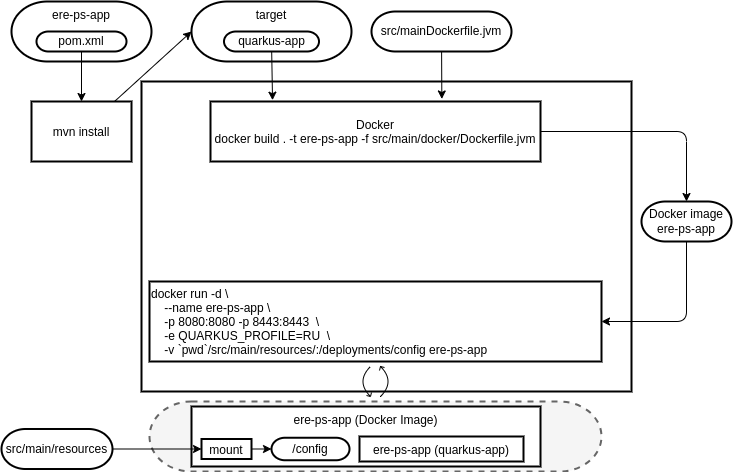 ere-ps-app
pom.xml
target
quarkus-app
src/mainDockerfile.jvm
mvn install
Docker
docker build . -t ere-ps-app -f src/main/docker/Dockerfile.jvm
Docker image
ere-ps-app
docker run -d \
--name ere-ps-app \
-p 8080:8080 -p 8443:8443 \
-e QUARKUS_PROFILE=RU \
-v `pwd`/src/main/resources/:/deployments/config ere-ps-app
ere-ps-app (Docker Image)
src/main/resources
mount
/config
ere-ps-app (quarkus-app)